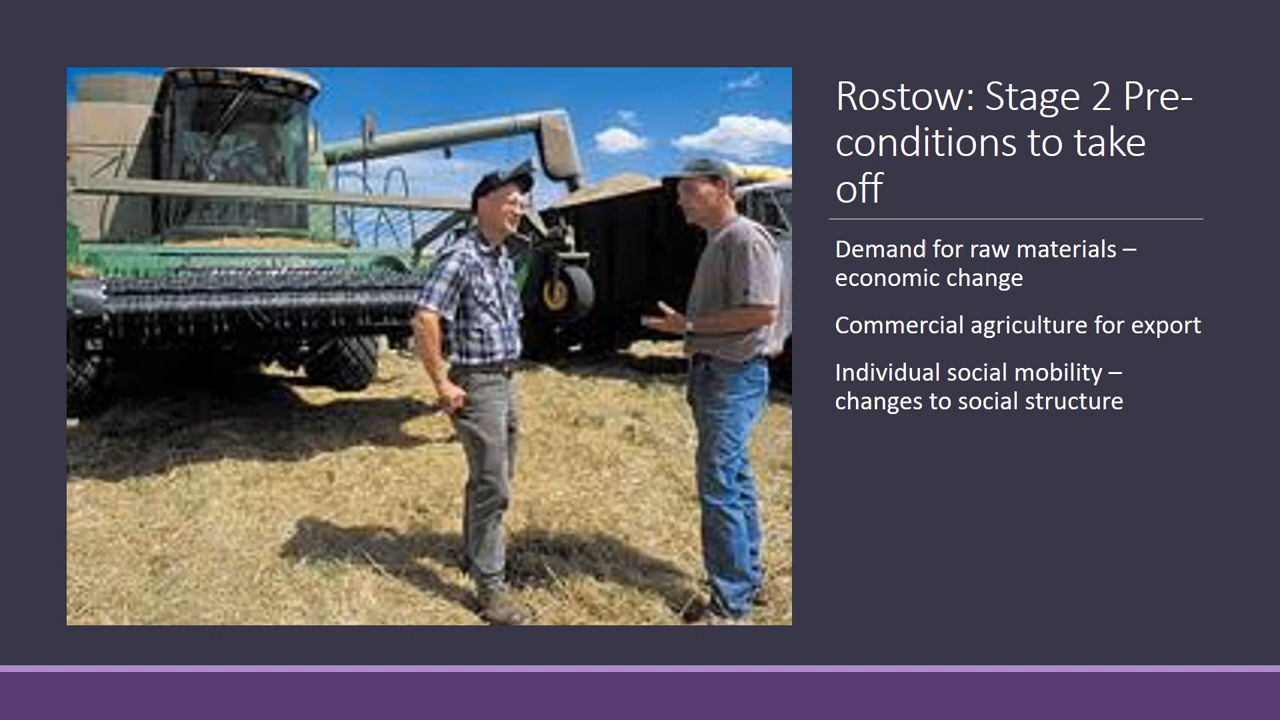 Rostow: Stage 2 Pre-
conditions to take
off
Demand for raw materials –
economic change
Commercial agriculture for export
Individual social mobility –
changes to social structure